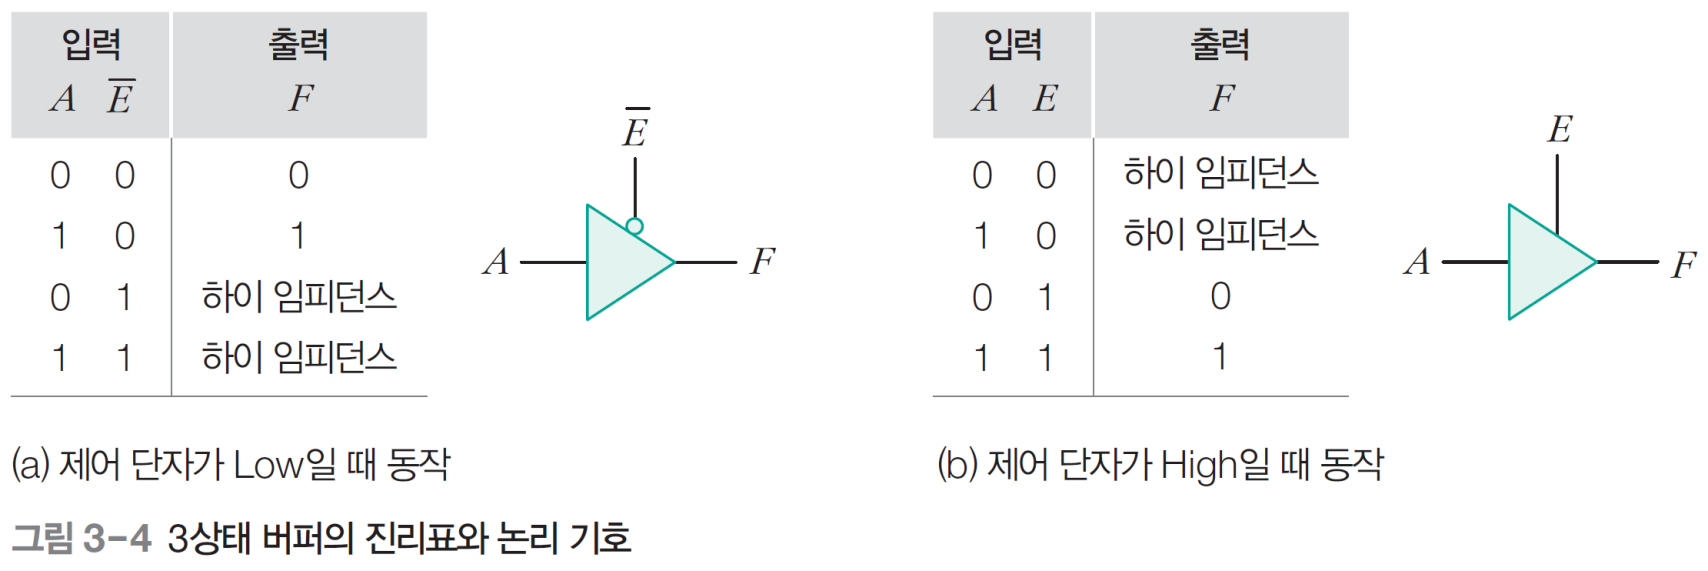 입력 출력
A E̅ F
0 0 0
1 0 1
0 1 하이 임피던스
1 1 하이 임피던스
E̅
A F
(a) 제어 단자가 Low일 때 동작
입력 출력
A E F
0 0 하이 임피던스
1 0 하이 임피던스
0 1 0
1 1 1
E
A F
(b) 제어 단자가 High일 때 동작
그림 3-4 3상태 버퍼의 진리표와 논리 기호